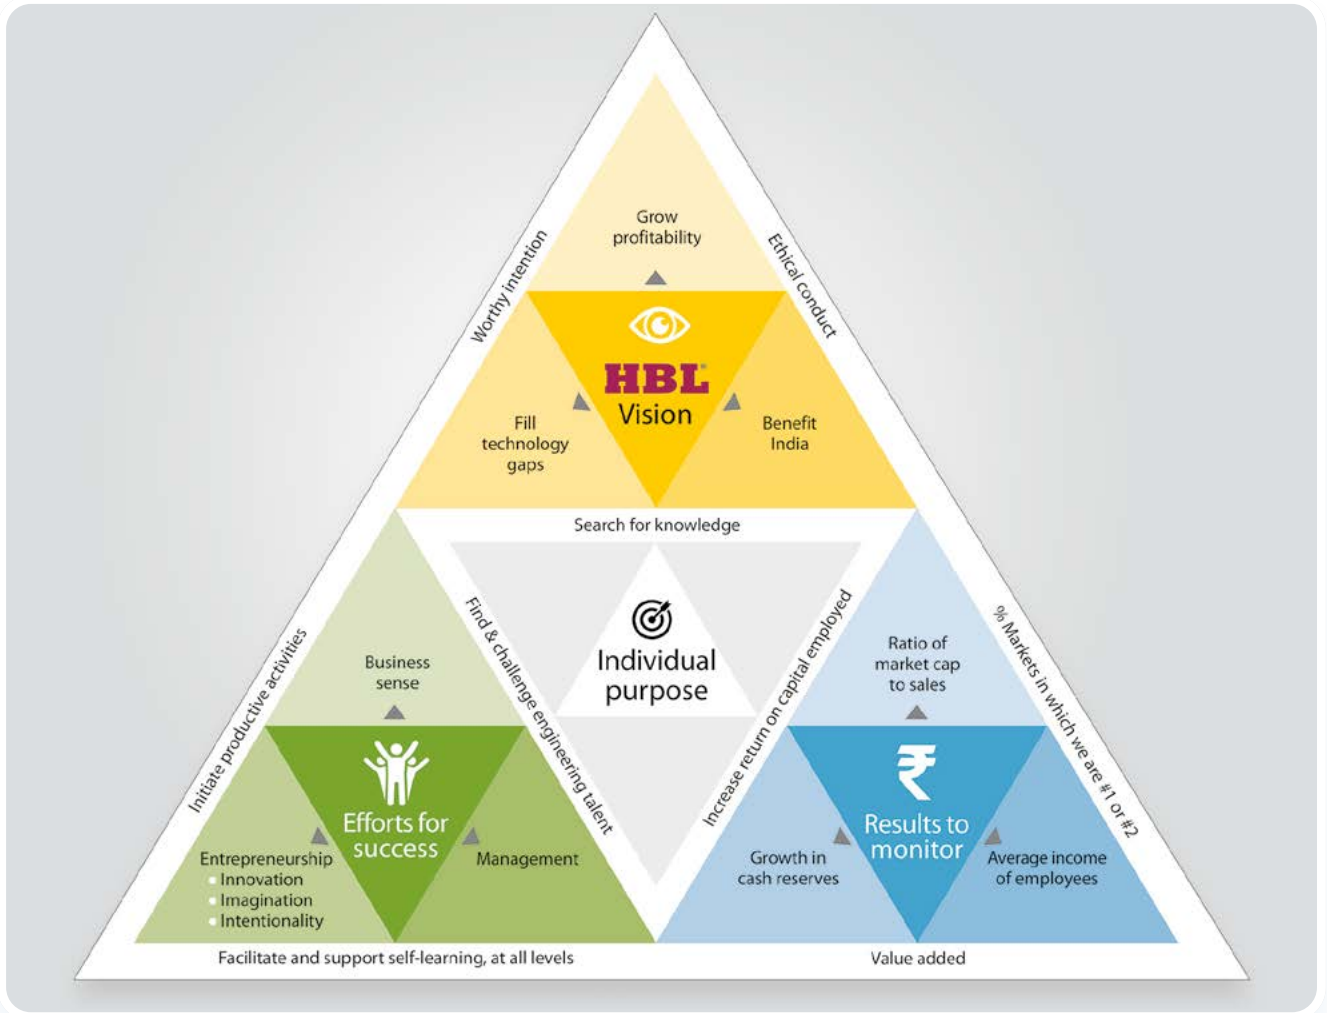 Grow
profitability
Worthy intention
Ethical conduct
HBL
Vision
Fill
technology
gaps
Benefit
India
Search for knowledge
Individual
purpose
Initiate productive activities
Find & challenge engineering talent
Business
sense
Efforts for
success
Entrepreneurship
• Innovation
• Imagination
• Intentionality
Management
Facilitate and support self-learning, at all levels
Increase return on capital employed
% Markets in which we are #1 or #2
Ratio of
market cap
to sales
₹
Results to
monitor
Growth in
cash reserves
Average income
of employees
Value added